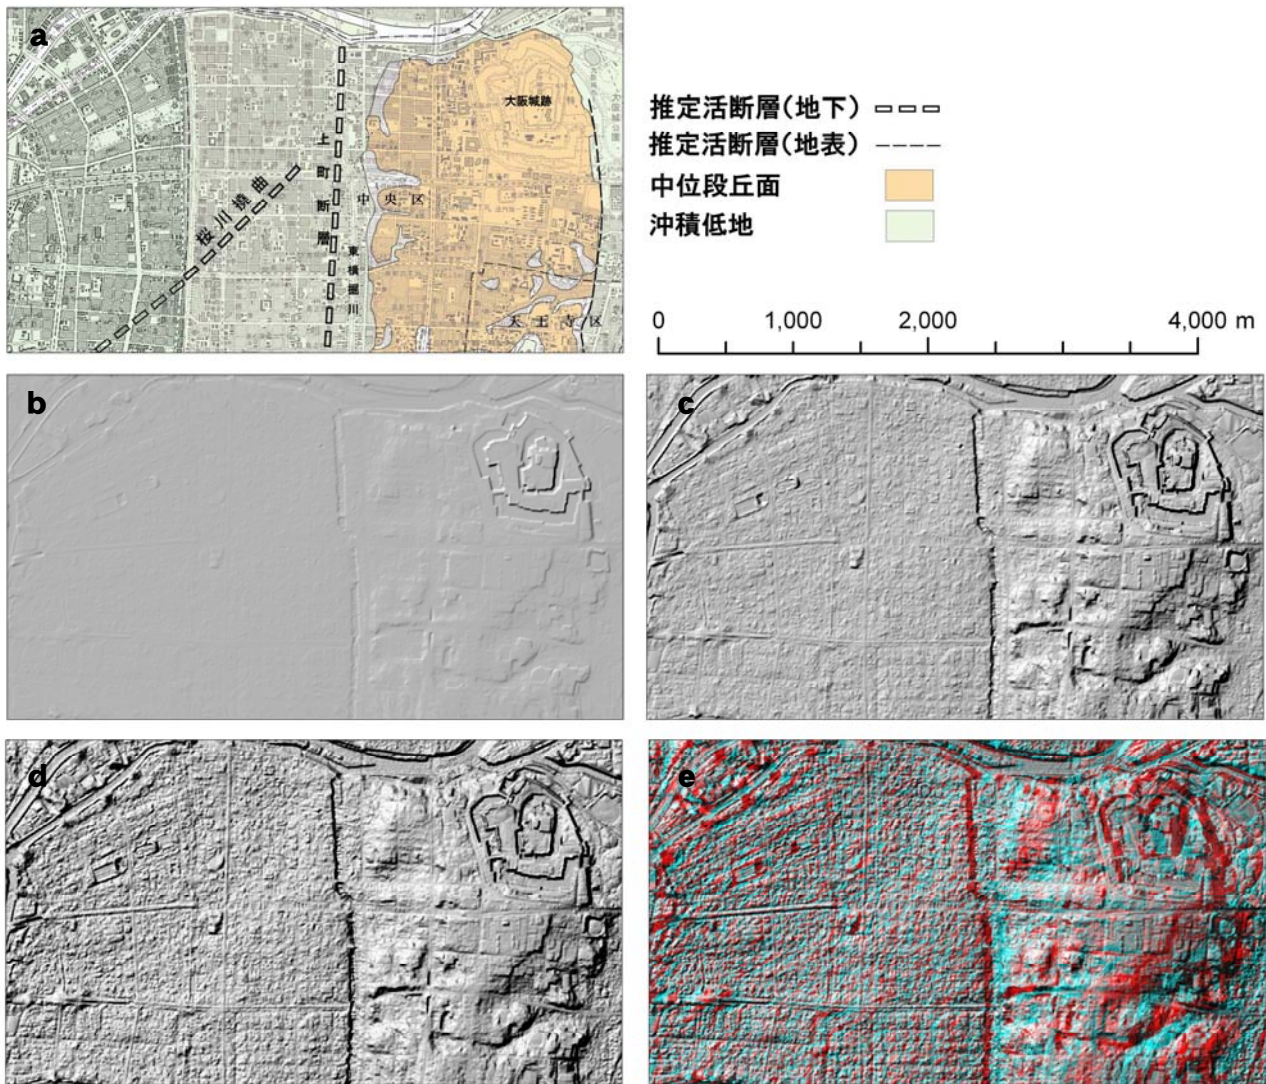 a
大阪城跡
上町断層
桜川撓曲
中央区
東横堀川
天王寺区
推定活断層(地下)
推定活断層(地表)
中位段丘面
沖積低地
0 1,000 2,000 4,000 m
b
c
d
e